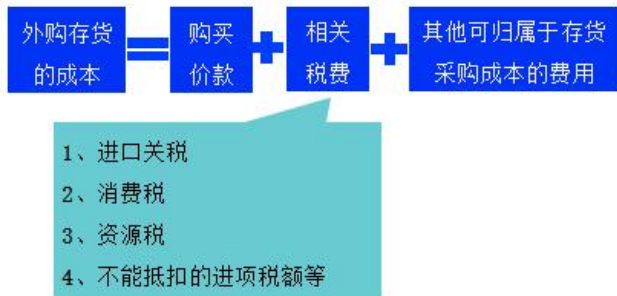 外购存货
的成本
购买
价款
相关
税费
其他可归属于存货
采购成本的费用
1、进口关税
2、消费税
3、资源税
4、不能抵扣的进项税额等